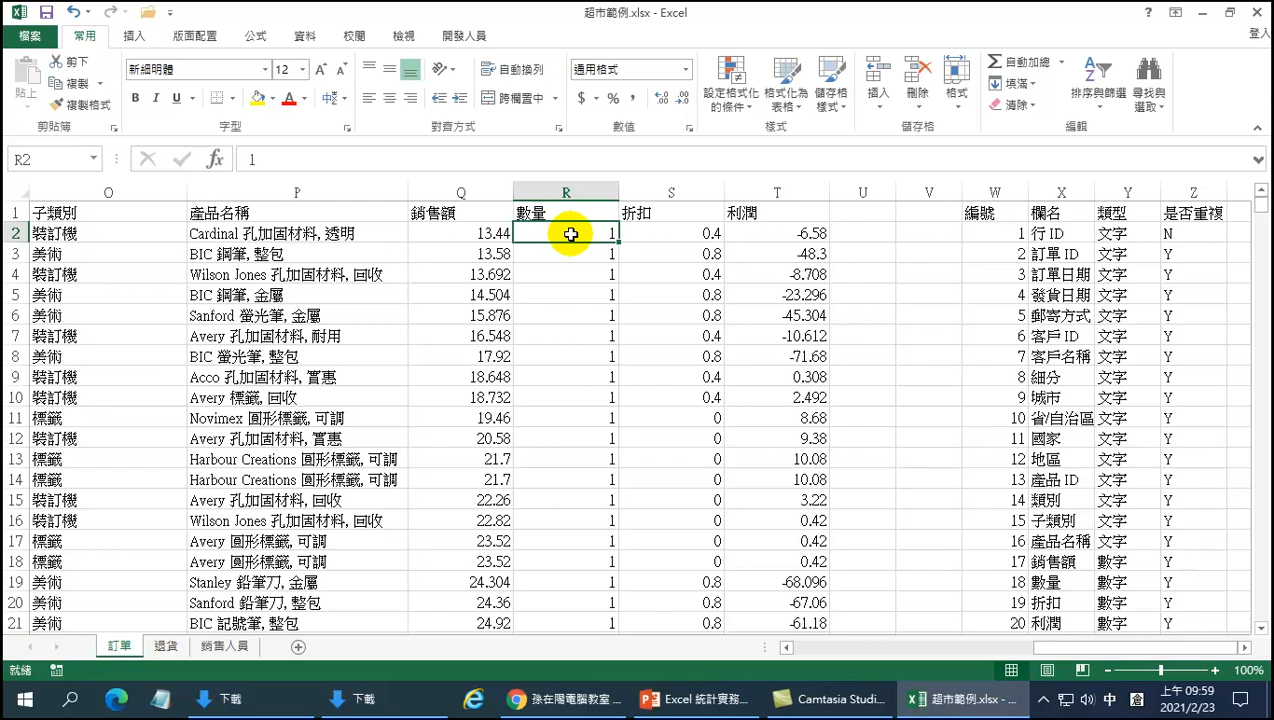 超市範例.xlsx - Excel
檔案 常用 插入 版面配置 公式 資料 校閱 檢視 開發人員 登入
剪下
複製
複製格式
貼上
剪貼簿
新細明體 12
B I U
字型
自動換列
跨欄置中
對齊方式
通用格式
$ % ,
數值
設定格式化的條件
格式化為表格
儲存格樣式
樣式
插入 刪除 格式
儲存格
自動加總
填滿
清除
排序與篩選
尋找與選取
編輯
R2 fx 1
O P Q R S T U V W X Y Z
1 子類別 產品名稱 銷售額 數量 折扣 利潤 編號 欄名 類型 是否重複
2 裝訂機 Cardinal 孔加固材料, 透明 13.44 1 0.4 -6.58 1 行 ID 文字 N
3 美術 BIC 鋼筆, 整包 13.58 1 0.8 -48.3 2 訂單 ID 文字 Y
4 裝訂機 Wilson Jones 孔加固材料, 回收 13.692 1 0.4 -8.708 3 訂單日期 文字 Y
5 美術 BIC 鋼筆, 金屬 14.504 1 0.8 -23.296 4 發貨日期 文字 Y
6 美術 Sanford 螢光筆, 金屬 15.876 1 0.8 -45.304 5 郵寄方式 文字 Y
7 裝訂機 Avery 孔加固材料, 耐用 16.548 1 0.4 -10.612 6 客戶 ID 文字 Y
8 美術 BIC 螢光筆, 整包 17.92 1 0.8 -71.68 7 客戶名稱 文字 Y
9 裝訂機 Acco 孔加固材料, 實惠 18.648 1 0.4 0.308 8 細分 文字 Y
10 裝訂機 Avery 標籤, 回收 18.732 1 0.4 2.492 9 城市 文字 Y
11 標籤 Novimex 圓形標籤, 可調 19.46 1 0 8.68 10 省/自治區 文字 Y
12 裝訂機 Avery 孔加固材料, 實惠 20.58 1 0 9.38 11 國家 文字 Y
13 標籤 Harbour Creations 圓形標籤, 可調 21.7 1 0 10.08 12 地區 文字 Y
14 標籤 Harbour Creations 圓形標籤, 可調 21.7 1 0 10.08 13 產品 ID 文字 Y
15 裝訂機 Avery 孔加固材料, 回收 22.26 1 0 3.22 14 類別 文字 Y
16 裝訂機 Wilson Jones 孔加固材料, 回收 22.82 1 0 0.42 15 子類別 文字 Y
17 標籤 Avery 圓形標籤, 可調 23.52 1 0 0.42 16 產品名稱 文字 Y
18 標籤 Avery 圓形標籤, 可調 23.52 1 0 0.42 17 銷售額 數字 Y
19 美術 Stanley 鉛筆刀, 金屬 24.304 1 0.8 -68.096 18 數量 數字 Y
20 美術 Sanford 鉛筆刀, 整包 24.36 1 0.8 -67.06 19 折扣 數字 Y
21 美術 BIC 記號筆, 整包 24.92 1 0.8 -61.18 20 利潤 數字 Y
訂單 退貨 銷售人員
就緒 100%
下載 下載 孫在陽電腦教室 ... Excel 統計實務... Camtasia Studi... 超市範例.xlsx - ... 中 上午 09:59
2021/2/23